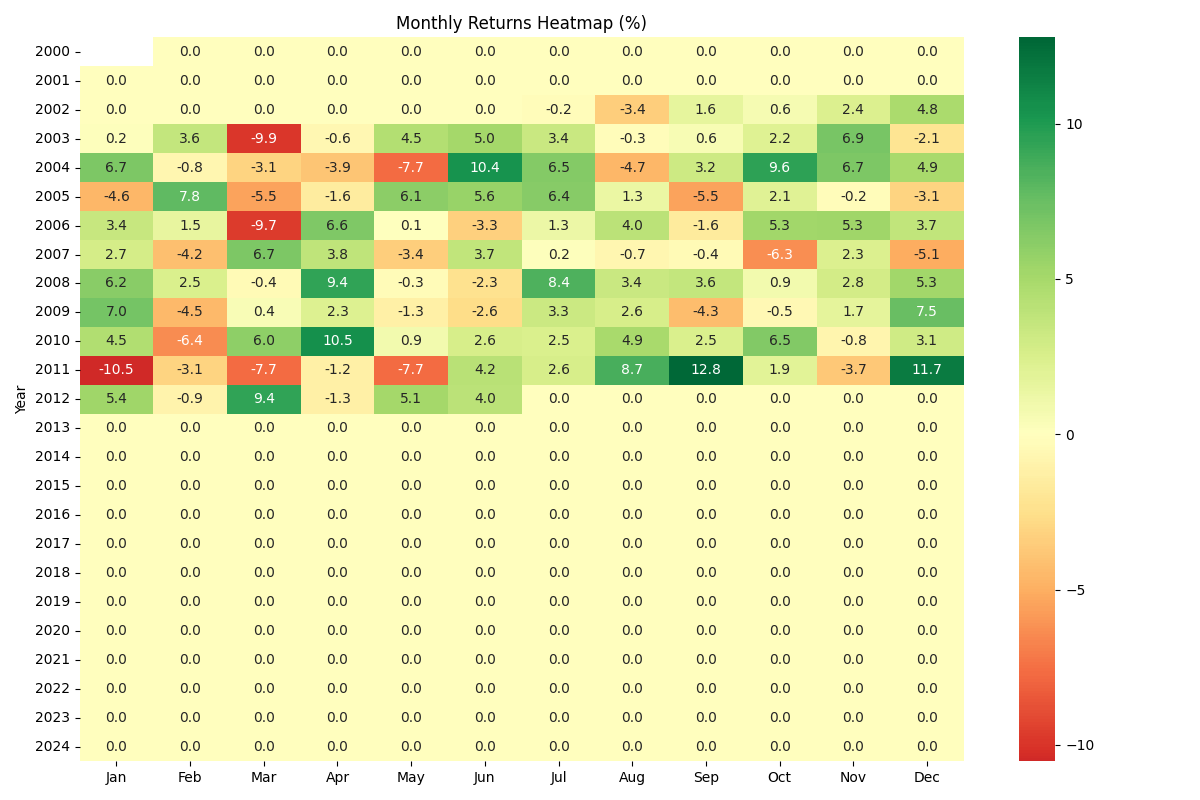 Monthly Returns Heatmap (%)
Year
2000 0.0 0.0 0.0 0.0 0.0 0.0 0.0 0.0 0.0 0.0 0.0
2001 0.0 0.0 0.0 0.0 0.0 0.0 0.0 0.0 0.0 0.0 0.0 0.0
2002 0.0 0.0 0.0 0.0 0.0 0.0 -0.2 -3.4 1.6 0.6 2.4 4.8
2003 0.2 3.6 -9.9 -0.6 4.5 5.0 3.4 -0.3 0.6 2.2 6.9 -2.1
2004 6.7 -0.8 -3.1 -3.9 -7.7 10.4 6.5 -4.7 3.2 9.6 6.7 4.9
2005 -4.6 7.8 -5.5 -1.6 6.1 5.6 6.4 1.3 -5.5 2.1 -0.2 -3.1
2006 3.4 1.5 -9.7 6.6 0.1 -3.3 1.3 4.0 -1.6 5.3 5.3 3.7
2007 2.7 -4.2 6.7 3.8 -3.4 3.7 0.2 -0.7 -0.4 -6.3 2.3 -5.1
2008 6.2 2.5 -0.4 9.4 -0.3 -2.3 8.4 3.4 3.6 0.9 2.8 5.3
2009 7.0 -4.5 0.4 2.3 -1.3 -2.6 3.3 2.6 -4.3 -0.5 1.7 7.5
2010 4.5 -6.4 6.0 10.5 0.9 2.6 2.5 4.9 2.5 6.5 -0.8 3.1
2011 -10.5 -3.1 -7.7 -1.2 -7.7 4.2 2.6 8.7 12.8 1.9 -3.7 11.7
2012 5.4 -0.9 9.4 -1.3 5.1 4.0 0.0 0.0 0.0 0.0 0.0 0.0
2013 0.0 0.0 0.0 0.0 0.0 0.0 0.0 0.0 0.0 0.0 0.0 0.0
2014 0.0 0.0 0.0 0.0 0.0 0.0 0.0 0.0 0.0 0.0 0.0 0.0
2015 0.0 0.0 0.0 0.0 0.0 0.0 0.0 0.0 0.0 0.0 0.0 0.0
2016 0.0 0.0 0.0 0.0 0.0 0.0 0.0 0.0 0.0 0.0 0.0 0.0
2017 0.0 0.0 0.0 0.0 0.0 0.0 0.0 0.0 0.0 0.0 0.0 0.0
2018 0.0 0.0 0.0 0.0 0.0 0.0 0.0 0.0 0.0 0.0 0.0 0.0
2019 0.0 0.0 0.0 0.0 0.0 0.0 0.0 0.0 0.0 0.0 0.0 0.0
2020 0.0 0.0 0.0 0.0 0.0 0.0 0.0 0.0 0.0 0.0 0.0 0.0
2021 0.0 0.0 0.0 0.0 0.0 0.0 0.0 0.0 0.0 0.0 0.0 0.0
2022 0.0 0.0 0.0 0.0 0.0 0.0 0.0 0.0 0.0 0.0 0.0 0.0
2023 0.0 0.0 0.0 0.0 0.0 0.0 0.0 0.0 0.0 0.0 0.0 0.0
2024 0.0 0.0 0.0 0.0 0.0 0.0 0.0 0.0 0.0 0.0 0.0 0.0
Jan Feb Mar Apr May Jun Jul Aug Sep Oct Nov Dec
10
5
0
−5
−10